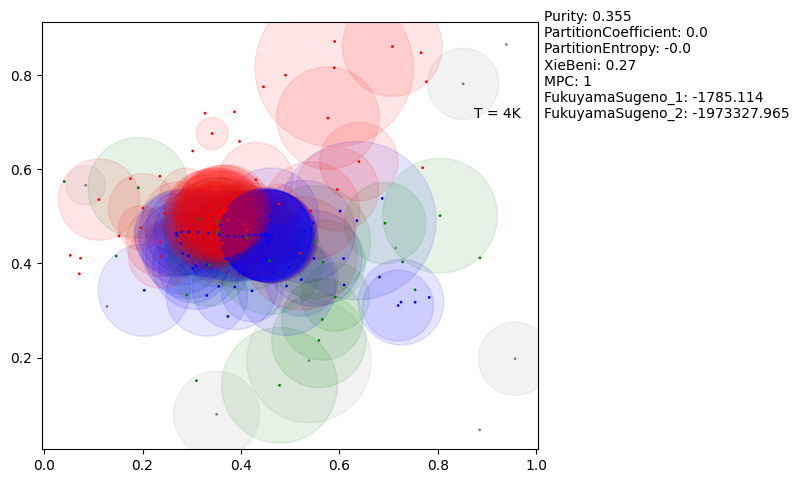 Purity: 0.355
PartitionCoefficient: 0.0
PartitionEntropy: -0.0
XieBeni: 0.27
MPC: 1
FukuyamaSugeno_1: -1785.114
FukuyamaSugeno_2: -1973327.965
T = 4K
0.8
0.6
0.4
0.2
0.0 0.2 0.4 0.6 0.8 1.0